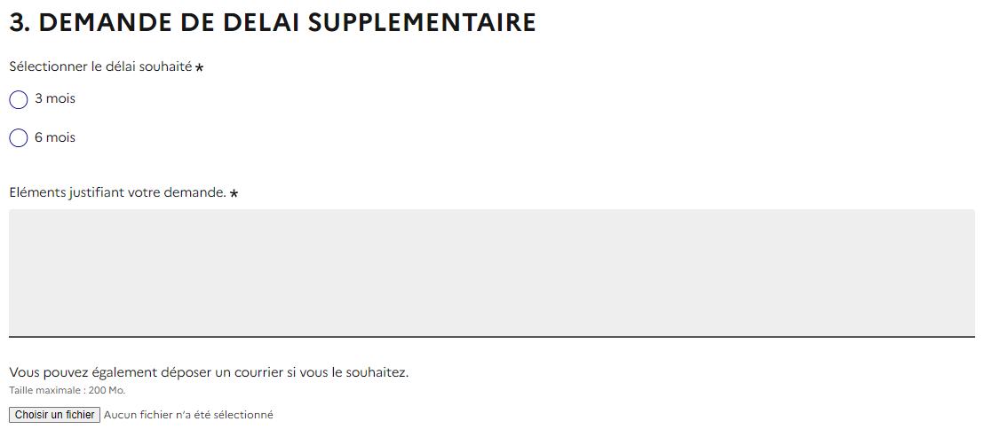 3. DEMANDE DE DELAI SUPPLEMENTAIRE
Sélectionner le délai souhaité *
3 mois
6 mois
Eléments justifiant votre demande. *
Vous pouvez également déposer un courrier si vous le souhaitez.
Taille maximale : 200 Mo.
Choisir un fichier Aucun fichier n'a été sélectionné